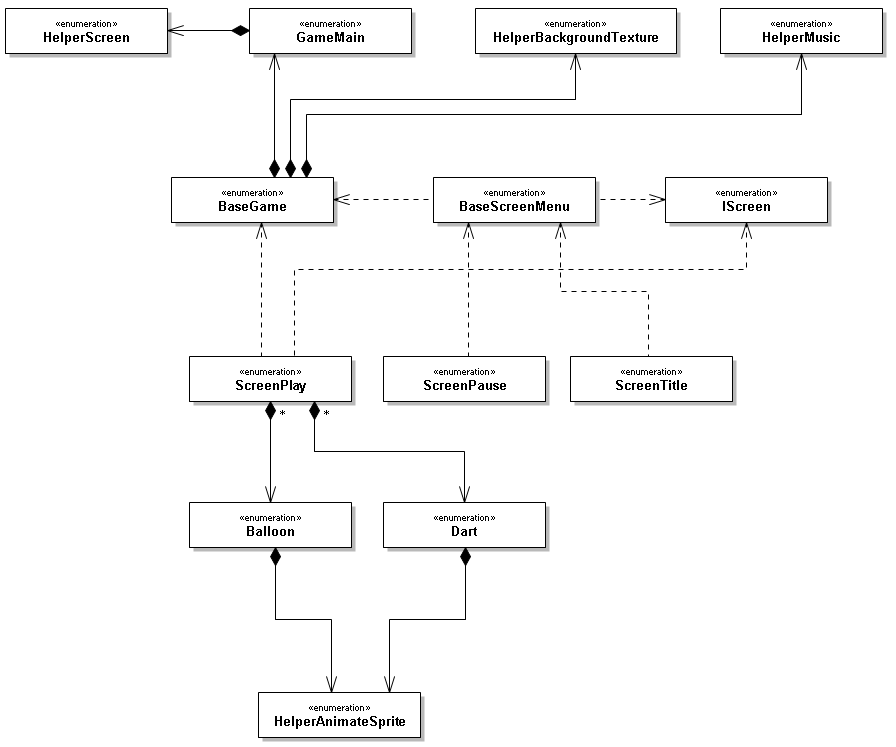 «enumeration»
HelperScreen
«enumeration»
GameMain
«enumeration»
HelperBackgroundTexture
«enumeration»
HelperMusic
«enumeration»
BaseGame
«enumeration»
BaseScreenMenu
«enumeration»
IScreen
«enumeration»
ScreenPlay
«enumeration»
ScreenPause
«enumeration»
ScreenTitle
*
*
«enumeration»
Balloon
«enumeration»
Dart
«enumeration»
HelperAnimateSprite